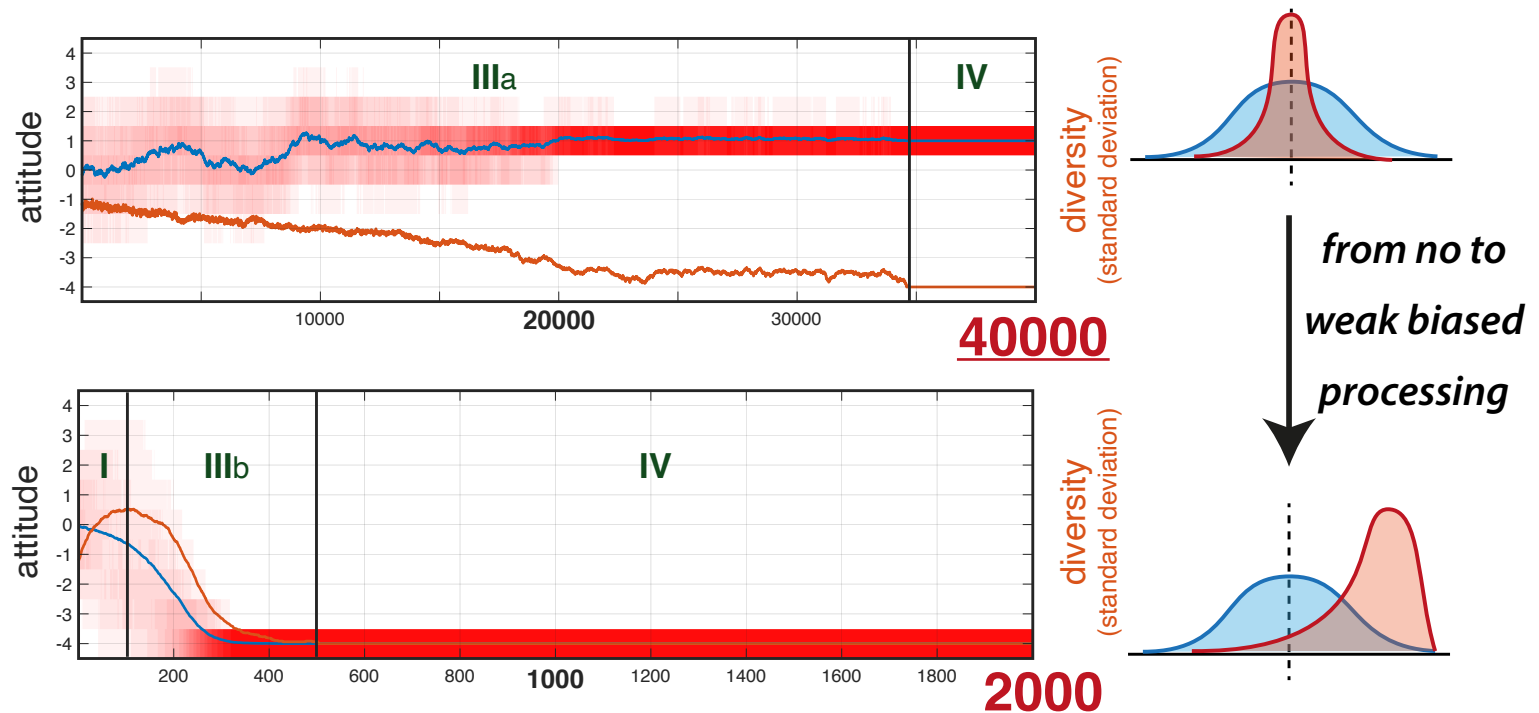 4
3
2
1
0
-1
-2
-3
-4
attitude
IIIa
IV
10000
20000
30000
40000
diversity
(standard deviation)
from no to
weak biased
processing
4
3
2
1
0
-1
-2
-3
-4
attitude
I
IIIb
IV
200
400
600
800
1000
1200
1400
1600
1800
2000
diversity
(standard deviation)